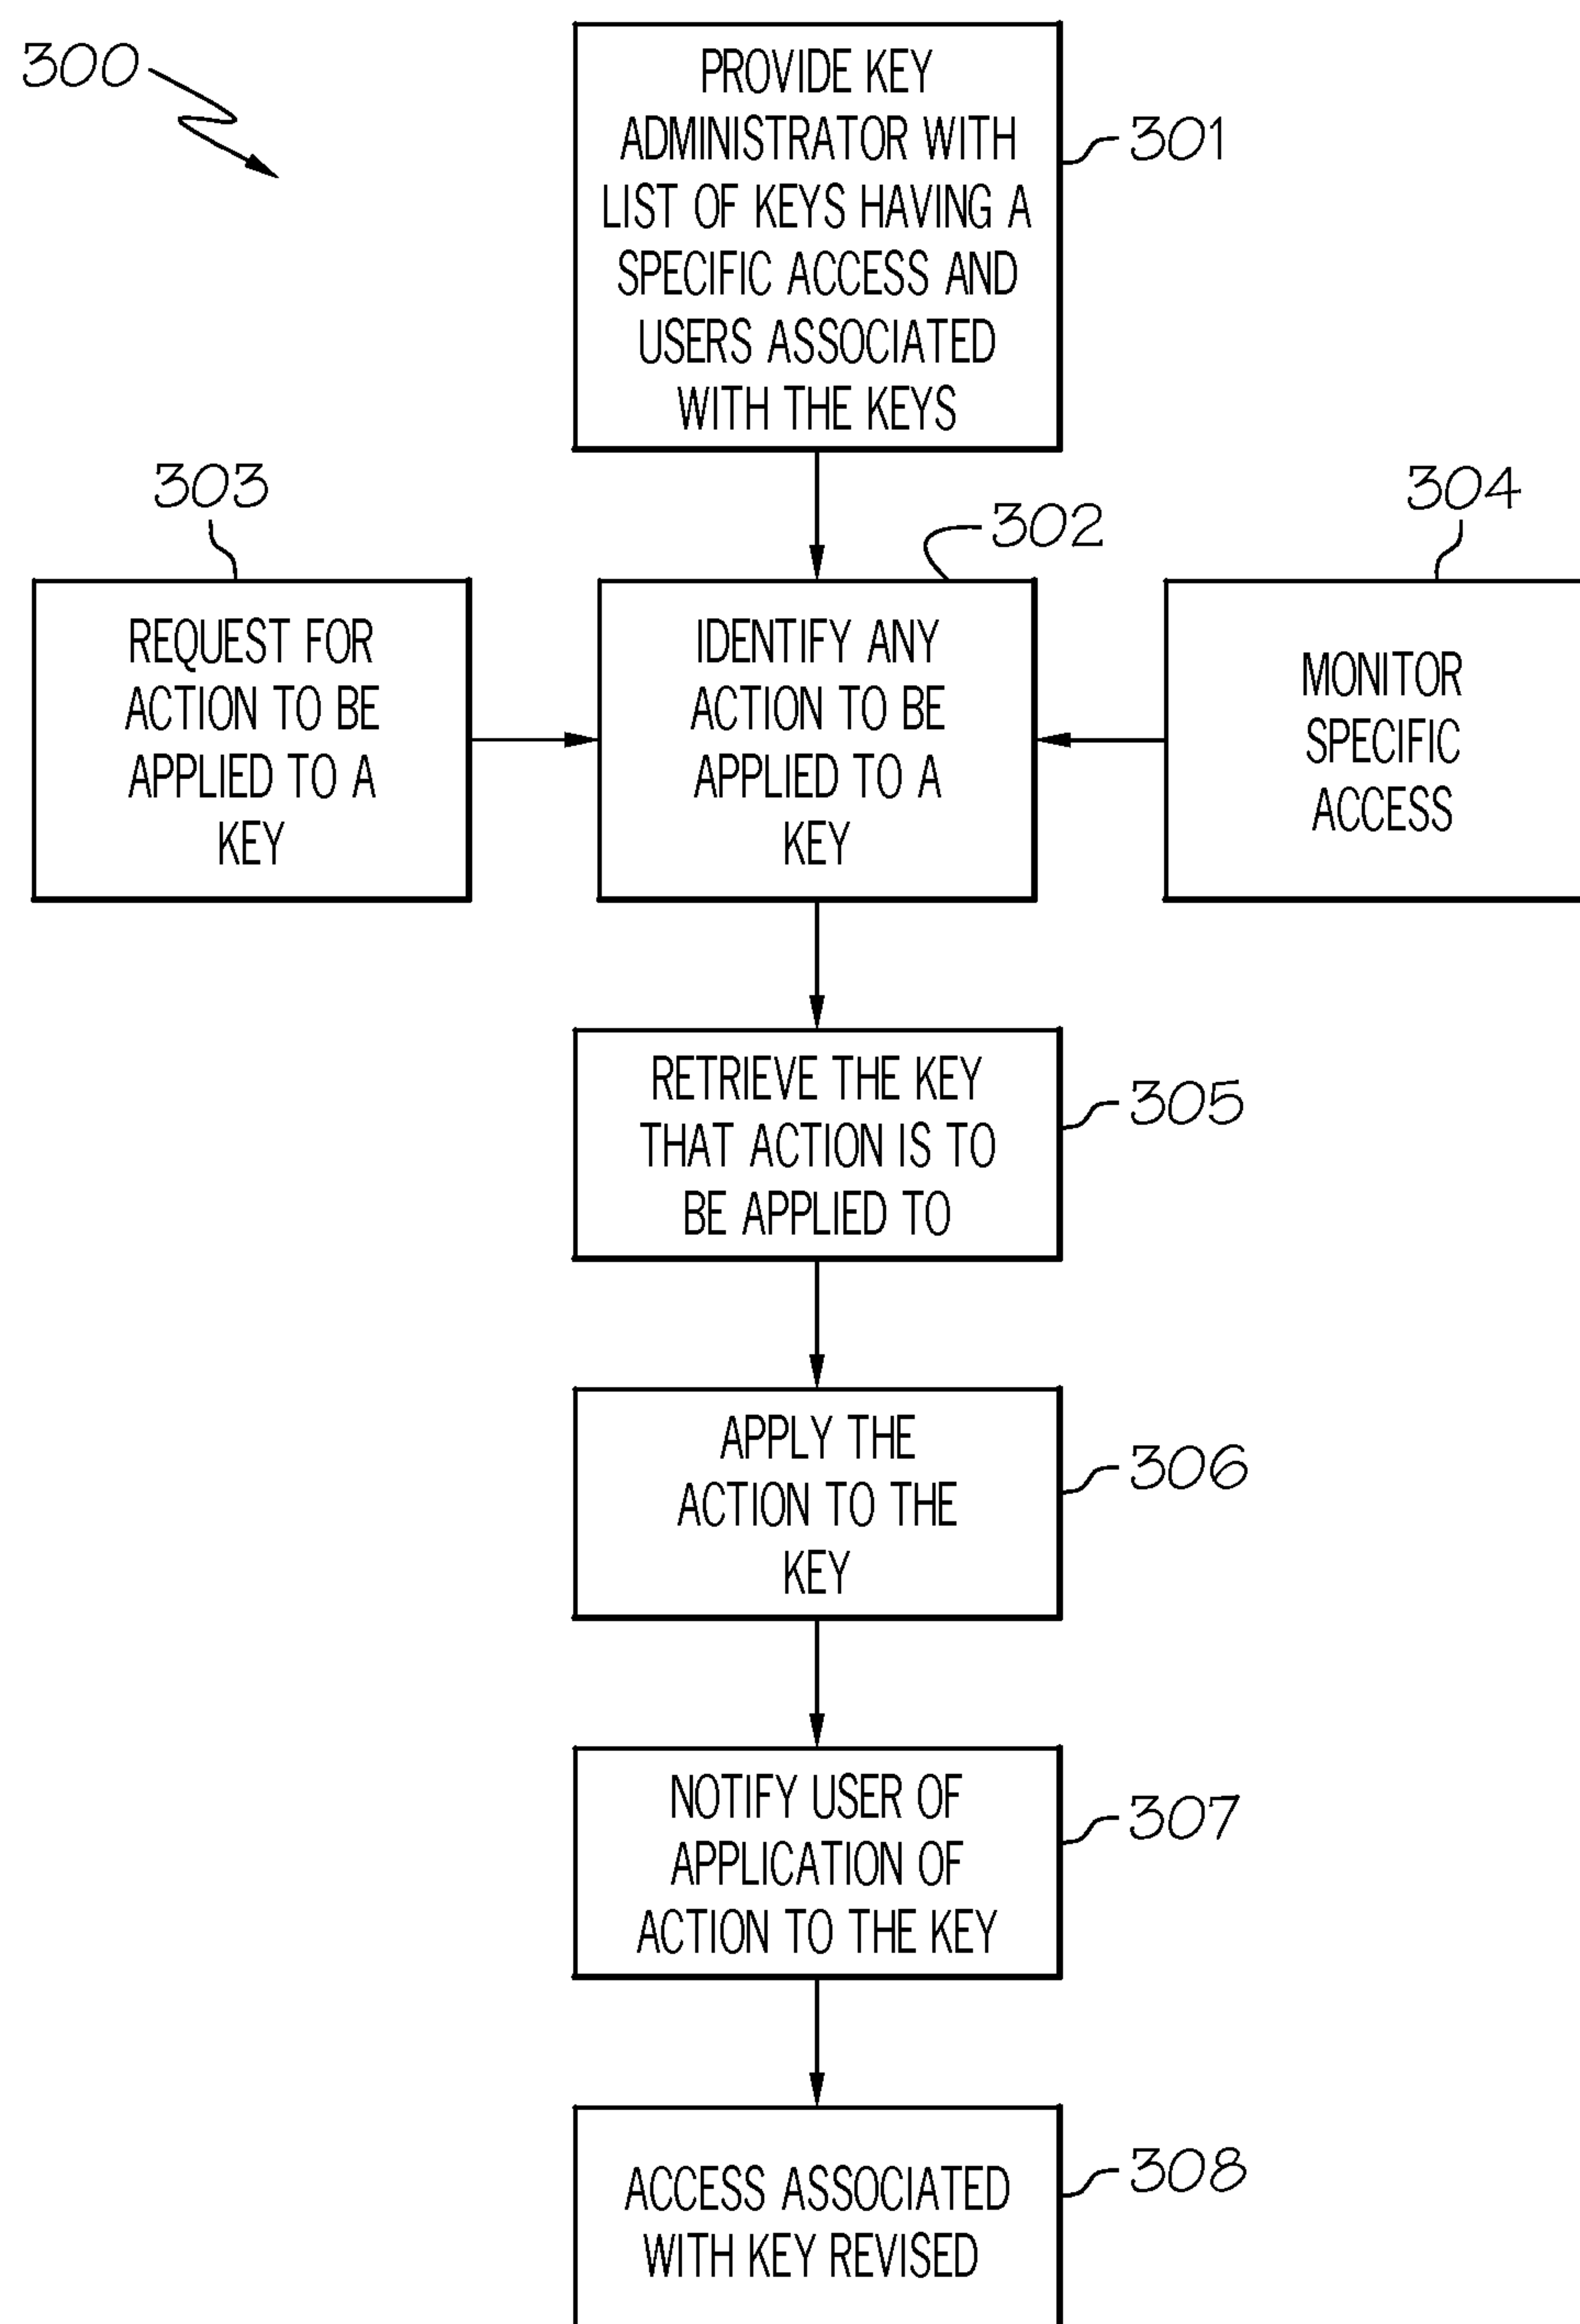 300
PROVIDE KEY
ADMINISTRATOR WITH
LIST OF KEYS HAVING A
SPECIFIC ACCESS AND
USERS ASSOCIATED
WITH THE KEYS
301
303
302
304
REQUEST FOR
ACTION TO BE
APPLIED TO A
KEY
IDENTIFY ANY
ACTION TO BE
APPLIED TO A
KEY
MONITOR
SPECIFIC
ACCESS
RETRIEVE THE KEY
THAT ACTION IS TO
BE APPLIED TO
305
APPLY THE
ACTION TO THE
KEY
306
NOTIFY USER OF
APPLICATION OF
ACTION TO THE KEY
307
ACCESS ASSOCIATED
WITH KEY REVISED
308